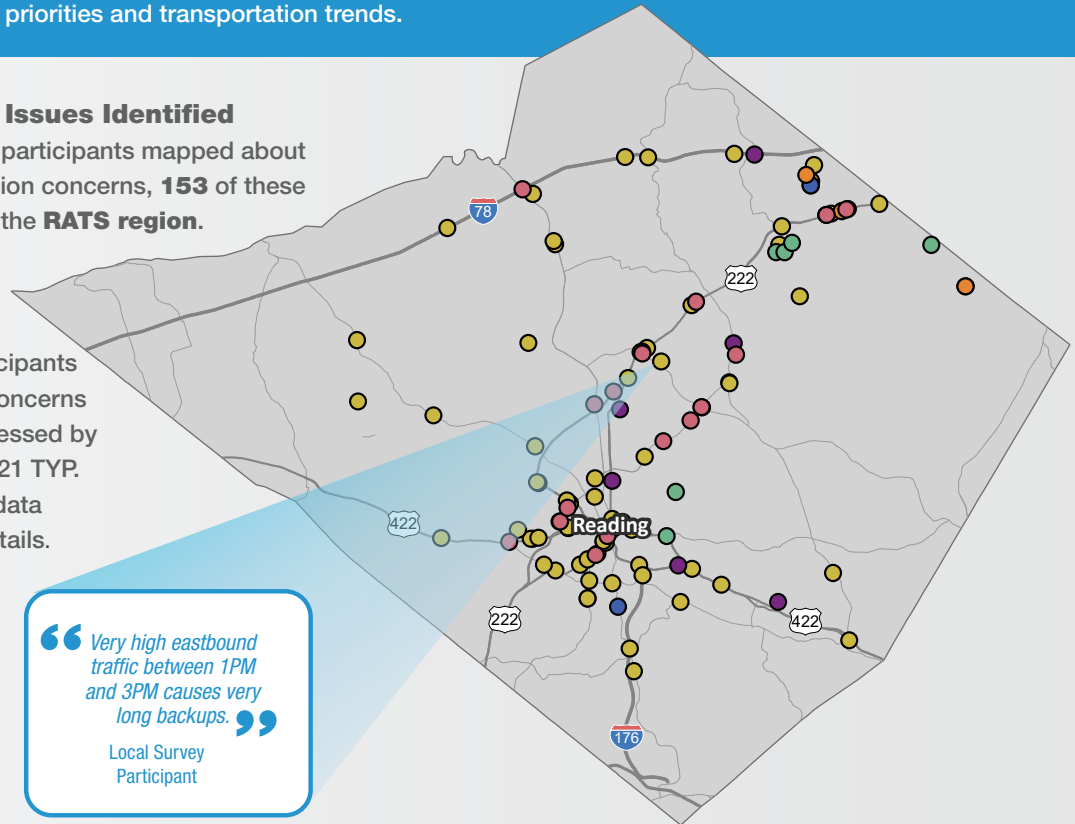 priorities and transportation trends.
Issues Identified
participants mapped about
ion concerns, 153 of these
the RATS region.
cipants
oncerns
essed by
21 TYP.
data
tails.
78
222
422
Reading
222
422
176
“ Very high eastbound
traffic between 1PM
and 3PM causes very
long backups. ”
Local Survey
Participant